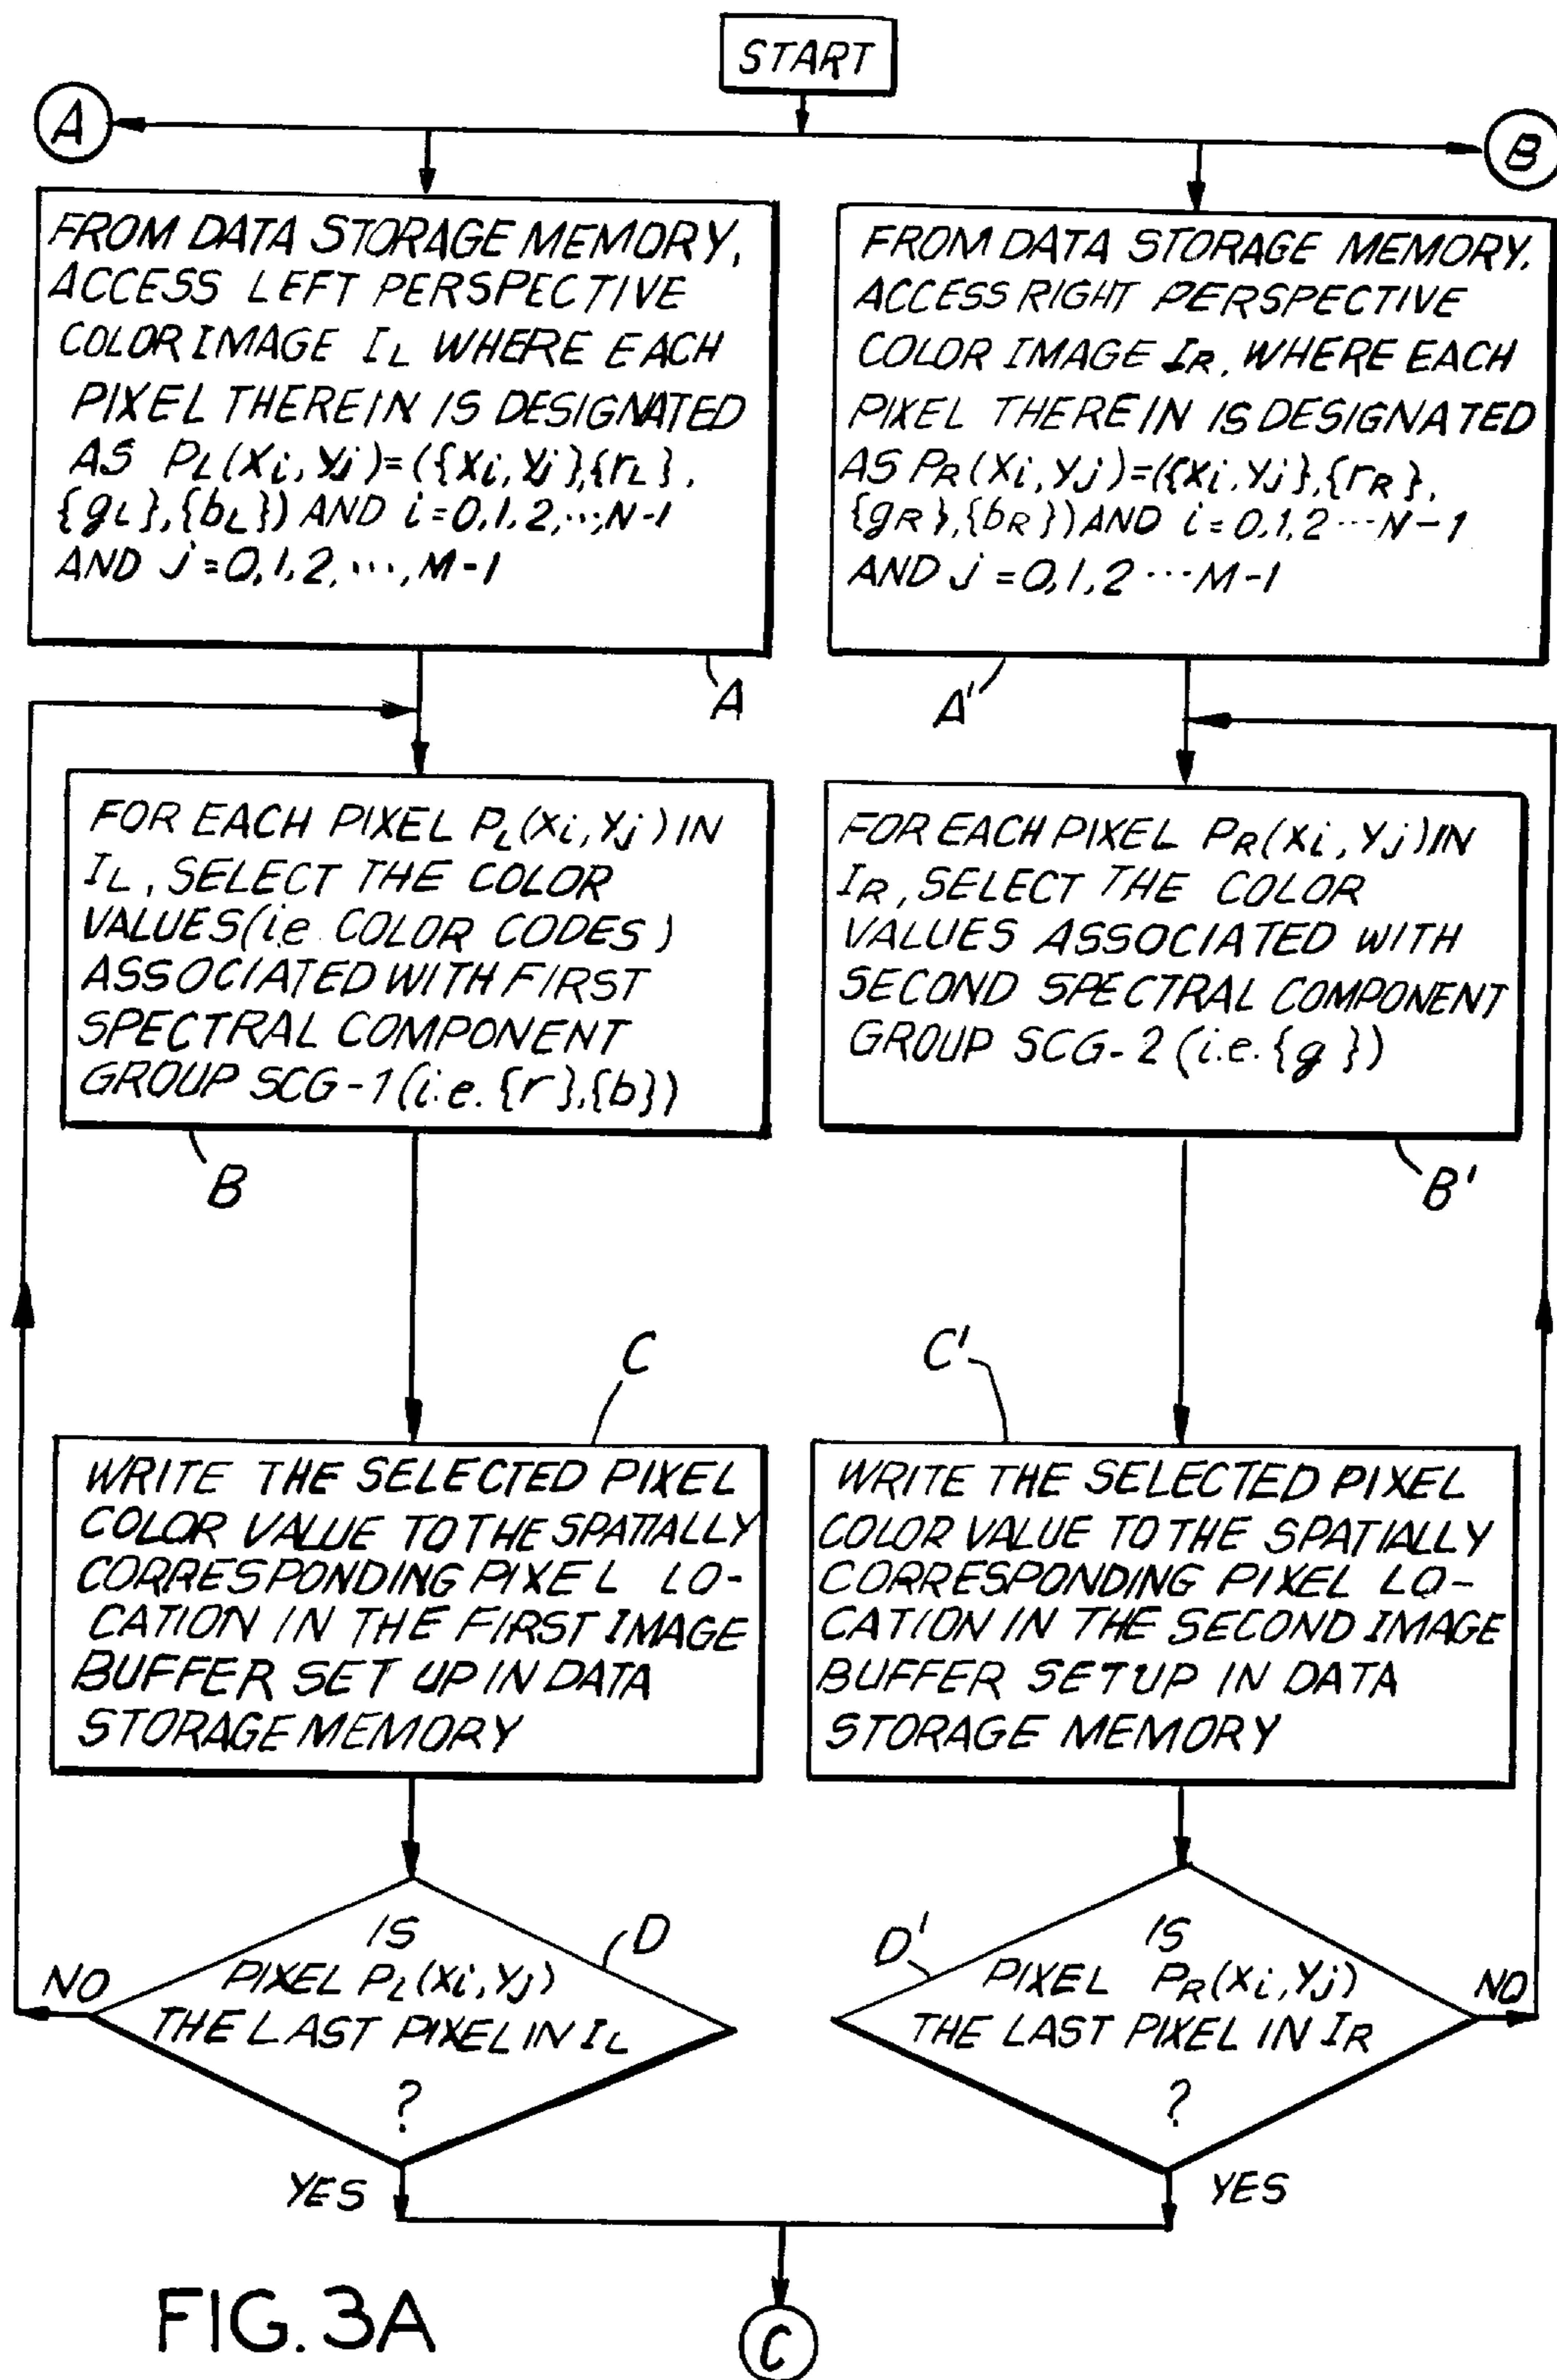 START
A
B
FROM DATA STORAGE MEMORY,
ACCESS LEFT PERSPECTIVE
COLOR IMAGE IL WHERE EACH
PIXEL THEREIN IS DESIGNATED
AS PL(xi, yj)=({xi, yj},{rL},
{gL},{bL}) AND i=0,1,2,...,N-1
AND j=0,1,2,...,M-1
A
FROM DATA STORAGE MEMORY.
ACCESS RIGHT PERSPECTIVE
COLOR IMAGE IR, WHERE EACH
PIXEL THEREIN IS DESIGNATED
AS PR(xi, yj)=({xi, yj},{rR},
{gR},{bR}) AND i=0,1,2...N-1
AND j=0,1,2...M-1
A'
FOR EACH PIXEL PL(xi, yj) IN
IL, SELECT THE COLOR
VALUES (i.e. COLOR CODES)
ASSOCIATED WITH FIRST
SPECTRAL COMPONENT
GROUP SCG-1 (i.e. {r},{b})
B
FOR EACH PIXEL PR(xi, yj) IN
IR, SELECT THE COLOR
VALUES ASSOCIATED WITH
SECOND SPECTRAL COMPONENT
GROUP SCG-2 (i.e. {g})
B'
C
WRITE THE SELECTED PIXEL
COLOR VALUE TO THE SPATIALLY
CORRESPONDING PIXEL LO-
CATION IN THE FIRST IMAGE
BUFFER SET UP IN DATA
STORAGE MEMORY
C'
WRITE THE SELECTED PIXEL
COLOR VALUE TO THE SPATIALLY
CORRESPONDING PIXEL LO-
CATION IN THE SECOND IMAGE
BUFFER SET UP IN DATA
STORAGE MEMORY
D
IS
PIXEL PL(xi, yj)
THE LAST PIXEL IN IL
?
NO
YES
D'
IS
PIXEL PR(xi, yj)
THE LAST PIXEL IN IR
?
NO
YES
C
FIG. 3A